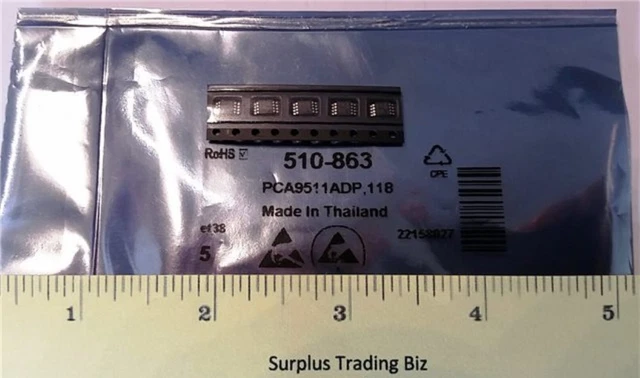 RoHS
510-863
CPE
PCA9511ADP,118
Made In Thailand
e138
22158827
5
1 2 3 4 5
Surplus Trading Biz